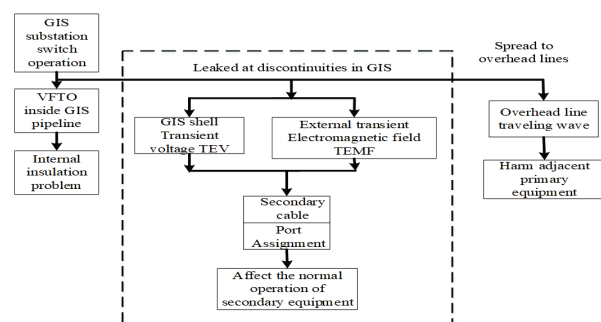 GIS
substation
switch
operation
VFTO
inside GIS
pipeline
Internal
insulation
problem
Leaked at discontinuities in GIS
GIS shell
Transient
voltage TEV
External transient
Electromagnetic field
TEMF
Secondary
cable
Port
Assignment
Affect the normal
operation of
secondary equipment
Spread to
overhead lines
Overhead line
traveling wave
Harm adjacent
primary
equipment